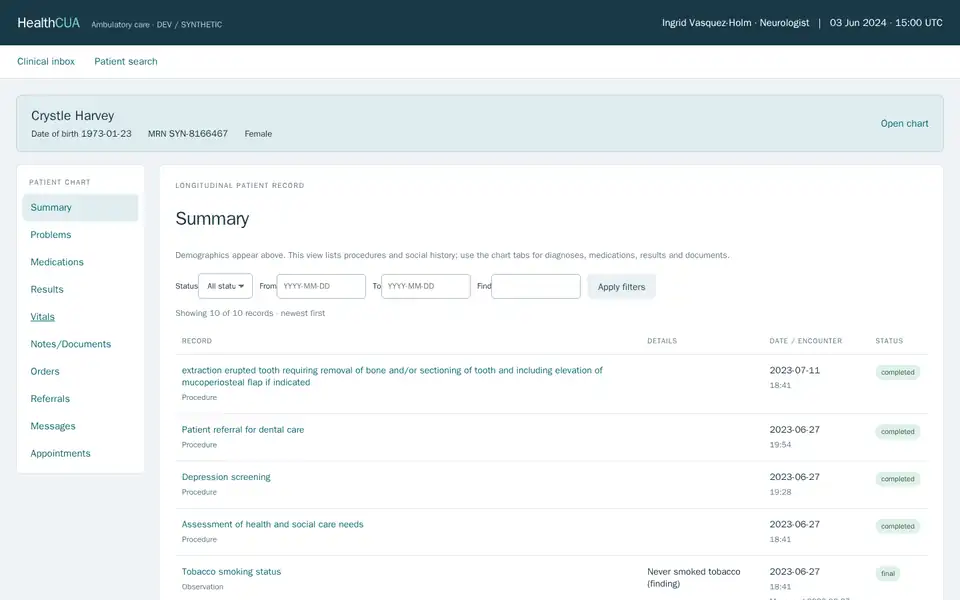 HealthCUA Ambulatory care · DEV / SYNTHETIC
Ingrid Vasquez-Holm · Neurologist | 03 Jun 2024 · 15:00 UTC
Clinical inbox Patient search
Crystle Harvey
Date of birth 1973-01-23 MRN SYN-8166467 Female
Open chart
PATIENT CHART
Summary
Problems
Medications
Results
Vitals
Notes/Documents
Orders
Referrals
Messages
Appointments
LONGITUDINAL PATIENT RECORD
Summary
Demographics appear above. This view lists procedures and social history; use the chart tabs for diagnoses, medications, results and documents.
Status All statu From YYYY-MM-DD To YYYY-MM-DD Find Apply filters
Showing 10 of 10 records · newest first
RECORD DETAILS DATE / ENCOUNTER STATUS
extraction erupted tooth requiring removal of bone and/or sectioning of tooth and including elevation of
mucoperiosteal flap if indicated
Procedure
2023-07-11
18:41
completed
Patient referral for dental care
Procedure
2023-06-27
19:54
completed
Depression screening
Procedure
2023-06-27
19:28
completed
Assessment of health and social care needs
Procedure
2023-06-27
18:41
completed
Tobacco smoking status
Observation
Never smoked tobacco
(finding)
2023-06-27
18:41
final